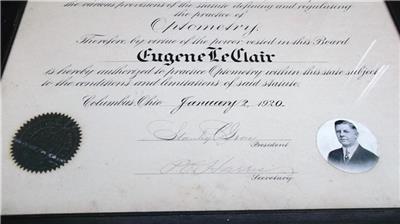 the various provisions of the statute defining and regulating
the practice of
Optometry.
Therefore by virtue of the power vested in this Board
Eugene LeClair
is hereby authorized to practice Optometry within this state subject
to the conditions and limitations of said statute.
Columbus Ohio January 2, 1920.
President
Secretary